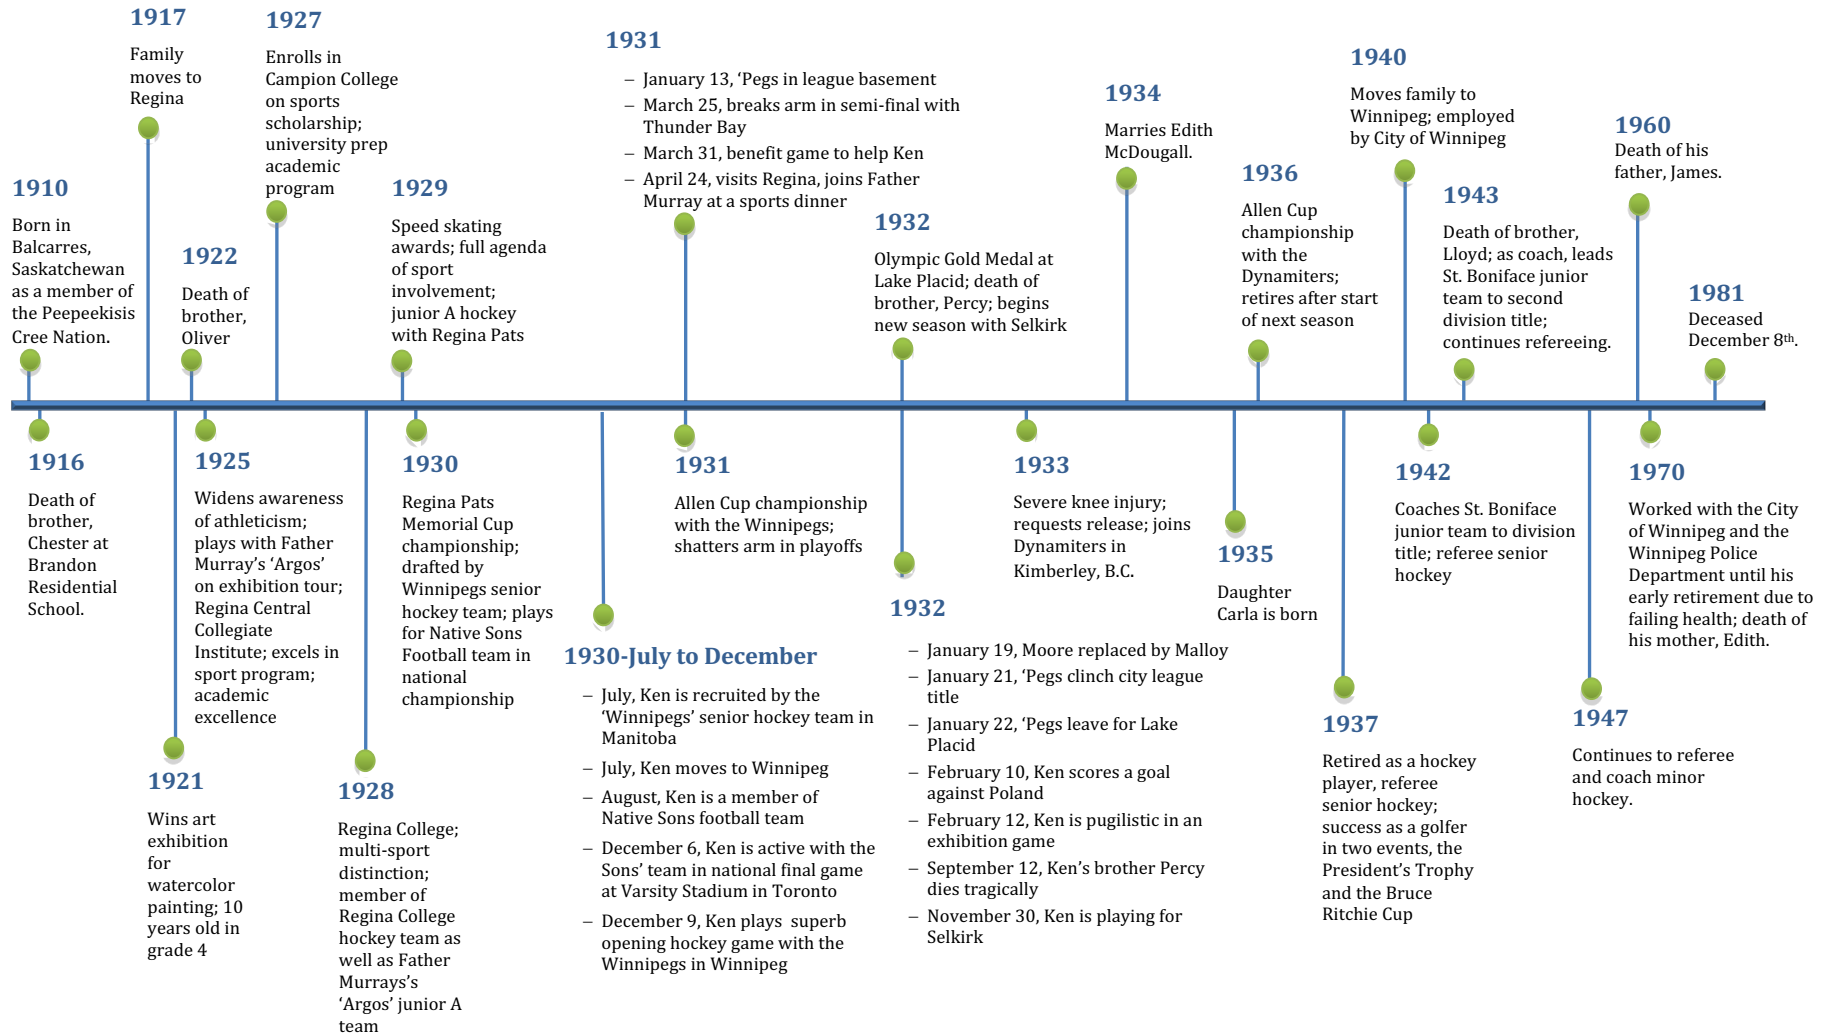 1917
Family
moves to
Regina
1927
Enrolls in
Campion College
on sports
scholarship;
university prep
academic
program
1931
– January 13, ‘Pegs in league basement
– March 25, breaks arm in semi-final with
Thunder Bay
– March 31, benefit game to help Ken
– April 24, visits Regina, joins Father
Murray at a sports dinner
1934
Marries Edith
McDougall.
1940
Moves family to
Winnipeg; employed
by City of Winnipeg
1960
Death of his
father, James.
1910
Born in
Balcarres,
Saskatchewan
as a member of
the Peepeekisis
Cree Nation.
1922
Death of
brother,
Oliver
1929
Speed skating
awards; full agenda
of sport
involvement;
junior A hockey
with Regina Pats
1932
Olympic Gold Medal at
Lake Placid; death of
brother, Percy; begins
new season with Selkirk
1936
Allen Cup
championship
with the
Dynamiters;
retires after start
of next season
1943
Death of brother,
Lloyd; as coach, leads
St. Boniface junior
team to second
division title;
continues refereeing.
1981
Deceased
December 8th.
1916
Death of
brother,
Chester at
Brandon
Residential
School.
1925
Widens awareness
of athleticism;
plays with Father
Murray’s ‘Argos’
on exhibition tour;
Regina Central
Collegiate
Institute; excels in
sport program;
academic
excellence
1930
Regina Pats
Memorial Cup
championship;
drafted by
Winnipegs senior
hockey team; plays
for Native Sons
Football team in
national
championship
1931
Allen Cup championship
with the Winnipegs;
shatters arm in playoffs
1933
Severe knee injury;
requests release; joins
Dynamiters in
Kimberley, B.C.
1935
Daughter
Carla is born
1942
Coaches St. Boniface
junior team to division
title; referee senior
hockey
1970
Worked with the City
of Winnipeg and the
Winnipeg Police
Department until his
early retirement due to
failing health; death of
his mother, Edith.
1921
Wins art
exhibition
for
watercolor
painting; 10
years old in
grade 4
1928
Regina College;
multi-sport
distinction;
member of
Regina College
hockey team as
well as Father
Murrays’s
‘Argos’ junior A
team
1930-July to December
– July, Ken is recruited by the
‘Winnipegs’ senior hockey team in
Manitoba
– July, Ken moves to Winnipeg
– August, Ken is a member of
Native Sons football team
– December 6, Ken is active with the
Sons’ team in national final game
at Varsity Stadium in Toronto
– December 9, Ken plays superb
opening hockey game with the
Winnipegs in Winnipeg
1932
– January 19, Moore replaced by Malloy
– January 21, ‘Pegs clinch city league
title
– January 22, ‘Pegs leave for Lake
Placid
– February 10, Ken scores a goal
against Poland
– February 12, Ken is pugilistic in an
exhibition game
– September 12, Ken’s brother Percy
dies tragically
– November 30, Ken is playing for
Selkirk
1937
Retired as a hockey
player, referee
senior hockey;
success as a golfer
in two events, the
President’s Trophy
and the Bruce
Ritchie Cup
1947
Continues to referee
and coach minor
hockey.